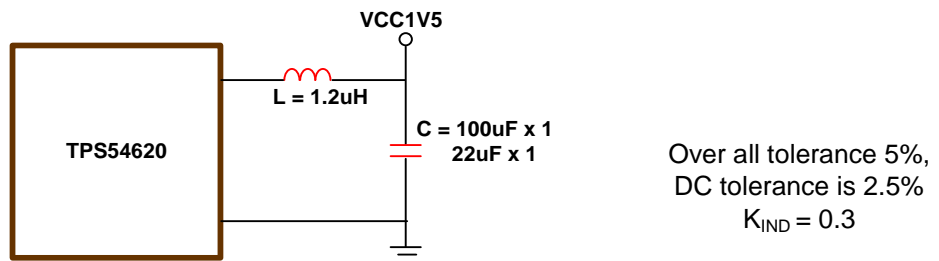 VCC1V5
L = 1.2uH
TPS54620
C = 100uF x 1
22uF x 1
Over all tolerance 5%,
DC tolerance is 2.5%
K_IND = 0.3